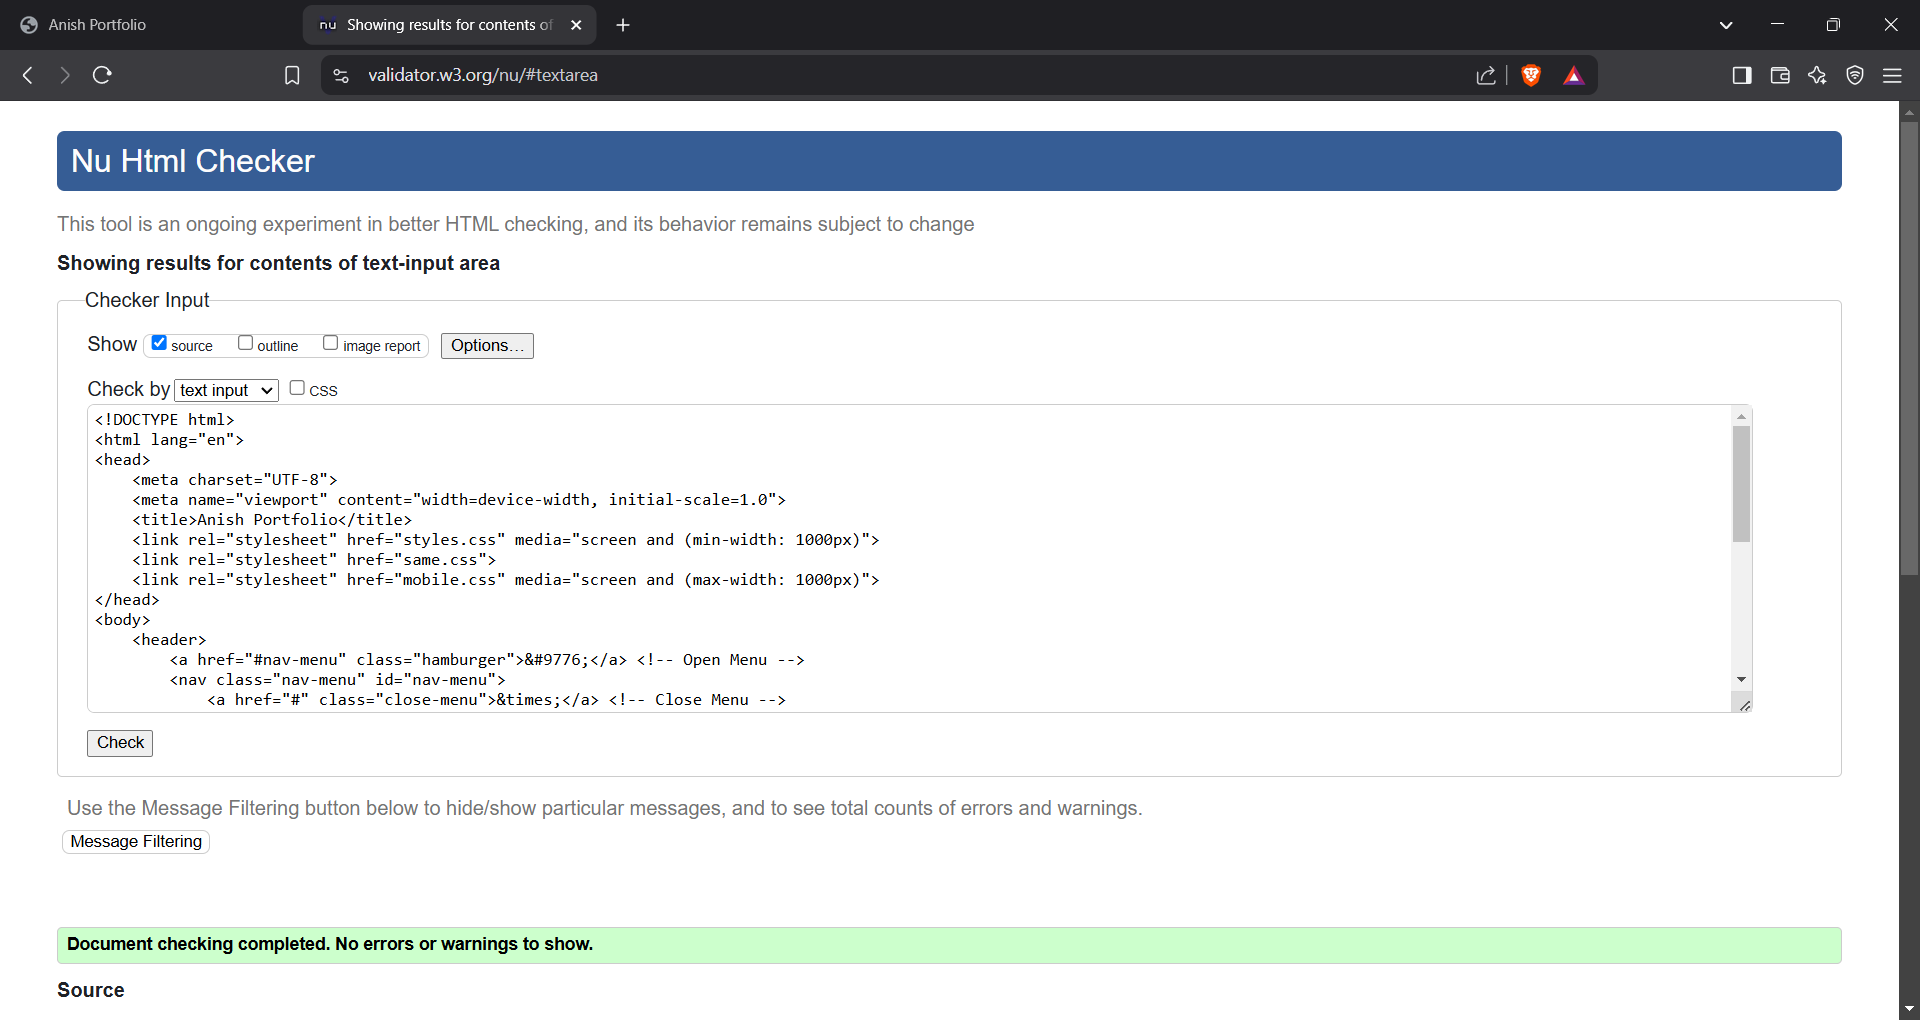 Anish Portfolio
nu Showing results for contents of
validator.w3.org/nu/#textarea
Nu Html Checker
This tool is an ongoing experiment in better HTML checking, and its behavior remains subject to change
Showing results for contents of text-input area
Checker Input
Show source outline image report Options...
Check by text input CSS
<!DOCTYPE html>
<html lang="en">
<head>
    <meta charset="UTF-8">
    <meta name="viewport" content="width=device-width, initial-scale=1.0">
    <title>Anish Portfolio</title>
    <link rel="stylesheet" href="styles.css" media="screen and (min-width: 1000px)">
    <link rel="stylesheet" href="same.css">
    <link rel="stylesheet" href="mobile.css" media="screen and (max-width: 1000px)">
</head>
<body>
    <header>
        <a href="#nav-menu" class="hamburger">&#9776;</a> <!-- Open Menu -->
        <nav class="nav-menu" id="nav-menu">
            <a href="#" class="close-menu">&times;</a> <!-- Close Menu -->
Check
Use the Message Filtering button below to hide/show particular messages, and to see total counts of errors and warnings.
Message Filtering
Document checking completed. No errors or warnings to show.
Source